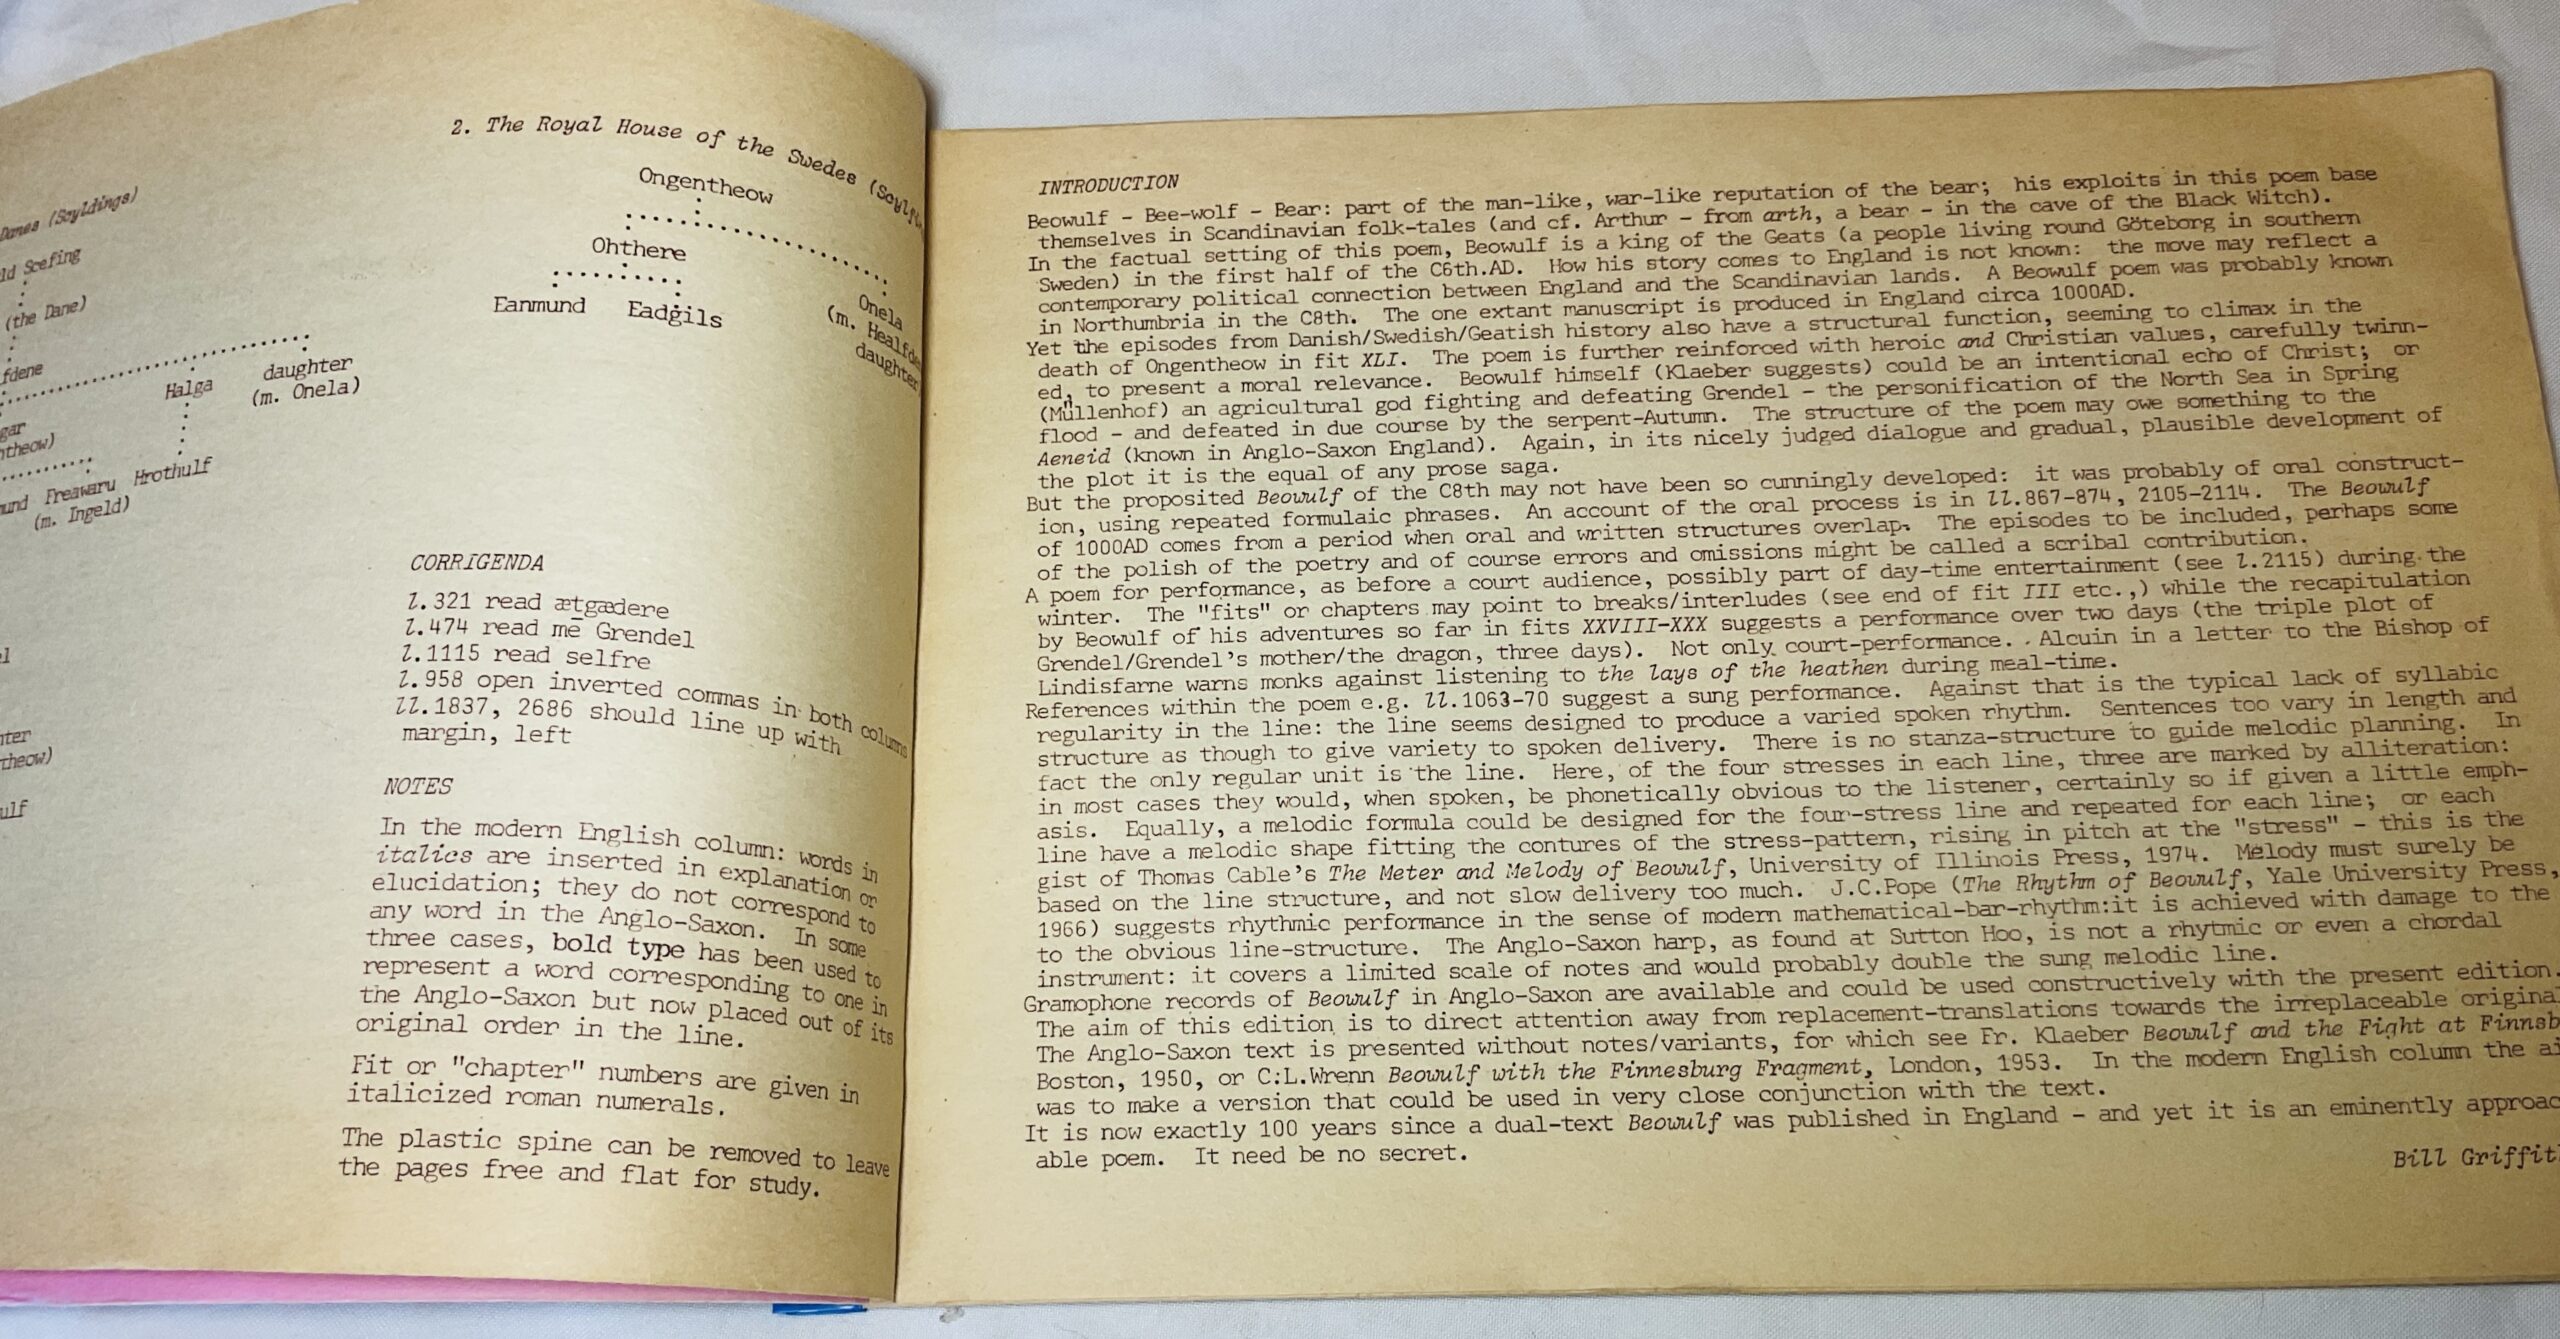 Danes (Scyldings)
ld Scefing
(the Dane)
fdene
Halga
daughter
(m. Onela)
gar
htheow)
und Freawaru Hrothulf
(m. Ingeld)
theow)
ulf
2. The Royal House of the Swedes
Ongentheow
Ohthere
Onela
(m. Healfde
daughter
Eanmund Eadgils
CORRIGENDA
l.321 read ætgædere
l.474 read mē Grendel
l.1115 read selfre
l.958 open inverted commas in both columns
ll.1837, 2686 should line up with
margin, left
NOTES
In the modern English column: words in
italics are inserted in explanation or
elucidation; they do not correspond to
any word in the Anglo-Saxon. In some
three cases, bold type has been used to
represent a word corresponding to one in
the Anglo-Saxon but now placed out of its
original order in the line.
Fit or "chapter" numbers are given in
italicized roman numerals.
The plastic spine can be removed to leave
the pages free and flat for study.
INTRODUCTION
Beowulf - Bee-wolf - Bear: part of the man-like, war-like reputation of the bear; his exploits in this poem base
themselves in Scandinavian folk-tales (and cf. Arthur - from arth, a bear - in the cave of the Black Witch).
In the factual setting of this poem, Beowulf is a king of the Geats (a people living round Göteborg in southern
Sweden) in the first half of the C6th.AD. How his story comes to England is not known: the move may reflect a
contemporary political connection between England and the Scandinavian lands. A Beowulf poem was probably known
in Northumbria in the C8th. The one extant manuscript is produced in England circa 1000AD.
Yet the episodes from Danish/Swedish/Geatish history also have a structural function, seeming to climax in the
death of Ongentheow in fit XLI. The poem is further reinforced with heroic and Christian values, carefully twinn-
ed, to present a moral relevance. Beowulf himself (Klaeber suggests) could be an intentional echo of Christ; or
(Müllenhof) an agricultural god fighting and defeating Grendel - the personification of the North Sea in Spring
flood - and defeated in due course by the serpent-Autumn. The structure of the poem may owe something to the
Aeneid (known in Anglo-Saxon England). Again, in its nicely judged dialogue and gradual, plausible development of
the plot it is the equal of any prose saga.
But the proposited Beowulf of the C8th may not have been so cunningly developed: it was probably of oral construct-
ion, using repeated formulaic phrases. An account of the oral process is in ll.867-874, 2105-2114. The Beowulf
of 1000AD comes from a period when oral and written structures overlap. The episodes to be included, perhaps some
of the polish of the poetry and of course errors and omissions might be called a scribal contribution.
A poem for performance, as before a court audience, possibly part of day-time entertainment (see l.2115) during the
winter. The "fits" or chapters may point to breaks/interludes (see end of fit III etc.,) while the recapitulation
by Beowulf of his adventures so far in fits XXVIII-XXX suggests a performance over two days (the triple plot of
Grendel/Grendel's mother/the dragon, three days). Not only court-performance. Alcuin in a letter to the Bishop of
Lindisfarne warns monks against listening to the lays of the heathen during meal-time.
References within the poem e.g. ll.1063-70 suggest a sung performance. Against that is the typical lack of syllabic
regularity in the line: the line seems designed to produce a varied spoken rhythm. Sentences too vary in length and
structure as though to give variety to spoken delivery. There is no stanza-structure to guide melodic planning. In
fact the only regular unit is the line. Here, of the four stresses in each line, three are marked by alliteration:
in most cases they would, when spoken, be phonetically obvious to the listener, certainly so if given a little emph-
asis. Equally, a melodic formula could be designed for the four-stress line and repeated for each line; or each
line have a melodic shape fitting the contures of the stress-pattern, rising in pitch at the "stress" - this is the
gist of Thomas Cable's The Meter and Melody of Beowulf, University of Illinois Press, 1974. Melody must surely be
based on the line structure, and not slow delivery too much. J.C.Pope (The Rhythm of Beowulf, Yale University Press,
1966) suggests rhythmic performance in the sense of modern mathematical-bar-rhythm:it is achieved with damage to the
to the obvious line-structure. The Anglo-Saxon harp, as found at Sutton Hoo, is not a rhytmic or even a chordal
instrument: it covers a limited scale of notes and would probably double the sung melodic line.
Gramophone records of Beowulf in Anglo-Saxon are available and could be used constructively with the present edition.
The aim of this edition is to direct attention away from replacement-translations towards the irreplaceable original
The Anglo-Saxon text is presented without notes/variants, for which see Fr. Klaeber Beowulf and the Fight at Finnsb
Boston, 1950, or C:L.Wrenn Beowulf with the Finnesburg Fragment, London, 1953. In the modern English column the ai
was to make a version that could be used in very close conjunction with the text.
It is now exactly 100 years since a dual-text Beowulf was published in England - and yet it is an eminently approac
able poem. It need be no secret.
Bill Griffit